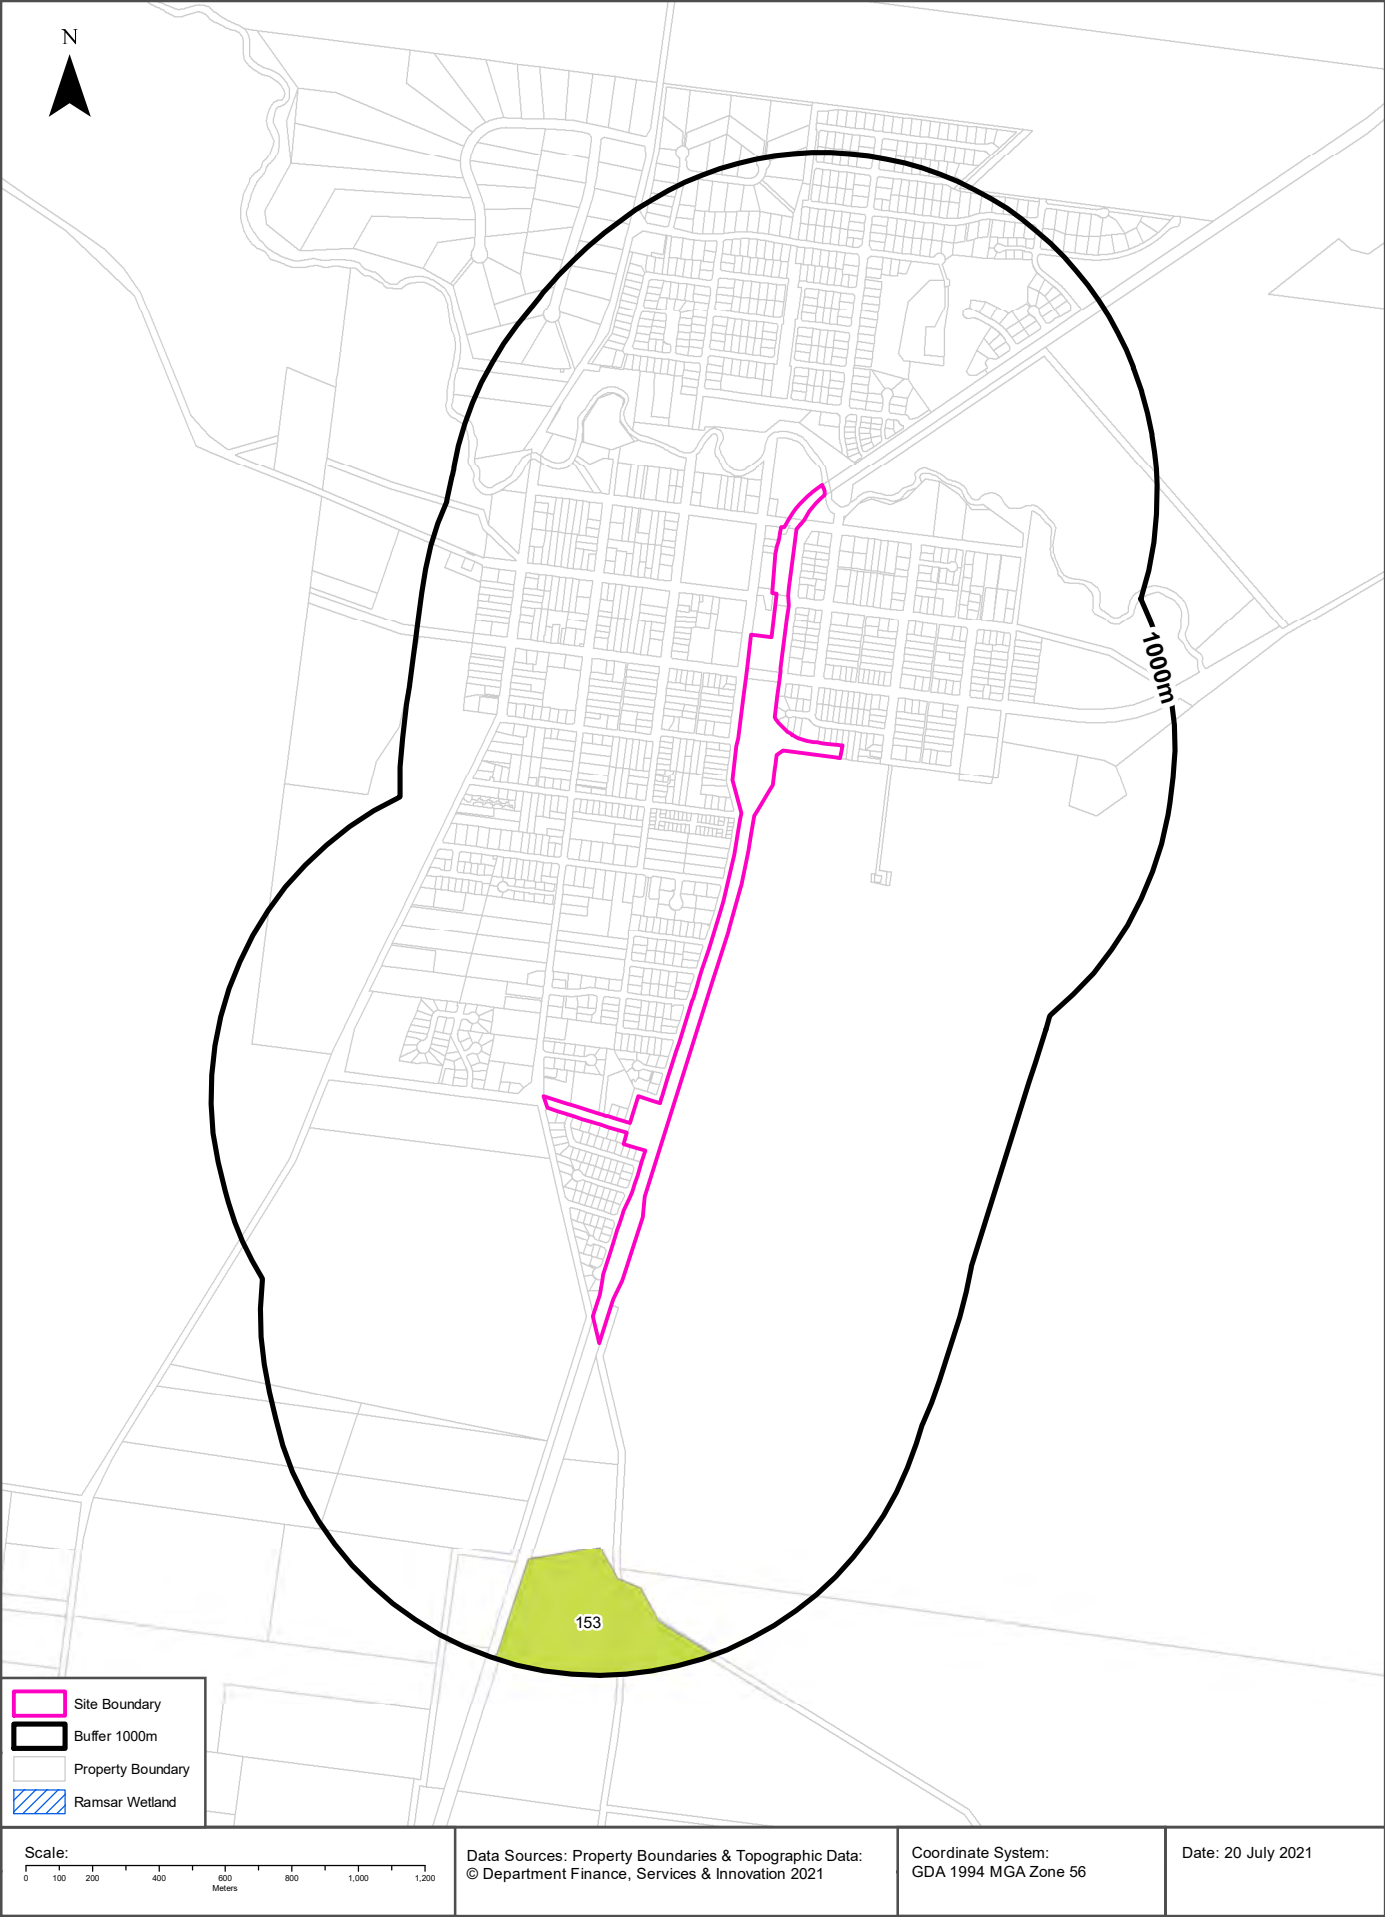 N
1000m
153
Site Boundary
Buffer 1000m
Property Boundary
Ramsar Wetland
Scale:
0 100 200 400 600 800 1,000 1,200
Meters
Data Sources: Property Boundaries & Topographic Data:
© Department Finance, Services & Innovation 2021
Coordinate System:
GDA 1994 MGA Zone 56
Date: 20 July 2021